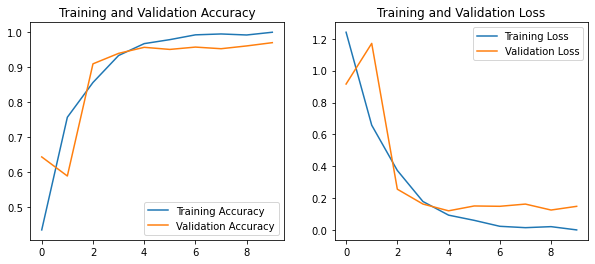 Training and Validation Accuracy
1.0
0.9
0.8
0.7
0.6
0.5
0 2 4 6 8
Training Accuracy
Validation Accuracy
Training and Validation Loss
1.2
1.0
0.8
0.6
0.4
0.2
0.0
0 2 4 6 8
Training Loss
Validation Loss